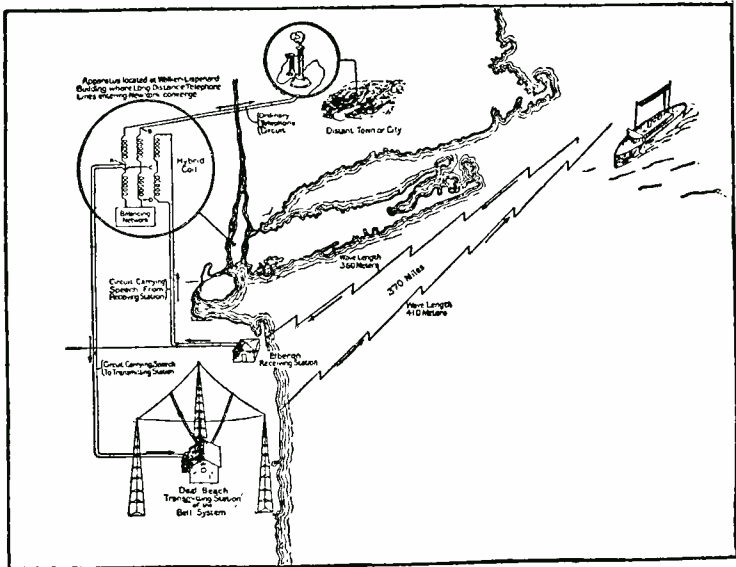 Apparatus located at Walker-Lispenard
Building where Long Distance Telephone
Lines entering New York converge
Ordinary
Telephone
Circuit
Distant Town or City
Hybrid
Coil
Balancing
Network
Circuit Carrying
Speech From
Receiving Station
Wave Length
360 Meters
370 Miles
Wave Length
410 Meters
Elberon
Receiving Station
Circuit Carrying Speech
To Transmitting Station
Deal Beach
Transmitting Station
of the
Bell System